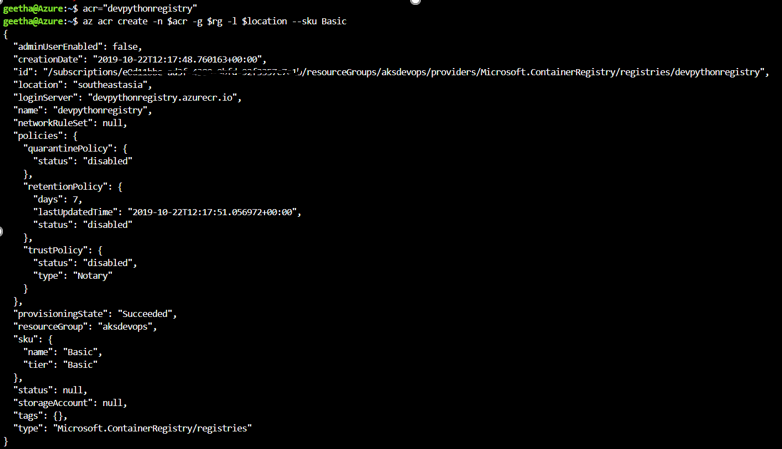 geetha@Azure:~$ acr="devpythonregistry"
geetha@Azure:~$ az acr create -n $acr -g $rg -l $location --sku Basic
{
  "adminUserEnabled": false,
  "creationDate": "2019-10-22T12:17:48.760163+00:00",
  "id": "/subscriptions/ /resourceGroups/aksdevops/providers/Microsoft.ContainerRegistry/registries/devpythonregistry",
  "location": "southeastasia",
  "loginServer": "devpythonregistry.azurecr.io",
  "name": "devpythonregistry",
  "networkRuleSet": null,
  "policies": {
    "quarantinePolicy": {
      "status": "disabled"
    },
    "retentionPolicy": {
      "days": 7,
      "lastUpdatedTime": "2019-10-22T12:17:51.056972+00:00",
      "status": "disabled"
    },
    "trustPolicy": {
      "status": "disabled",
      "type": "Notary"
    }
  },
  "provisioningState": "Succeeded",
  "resourceGroup": "aksdevops",
  "sku": {
    "name": "Basic",
    "tier": "Basic"
  },
  "status": null,
  "storageAccount": null,
  "tags": {},
  "type": "Microsoft.ContainerRegistry/registries"
}